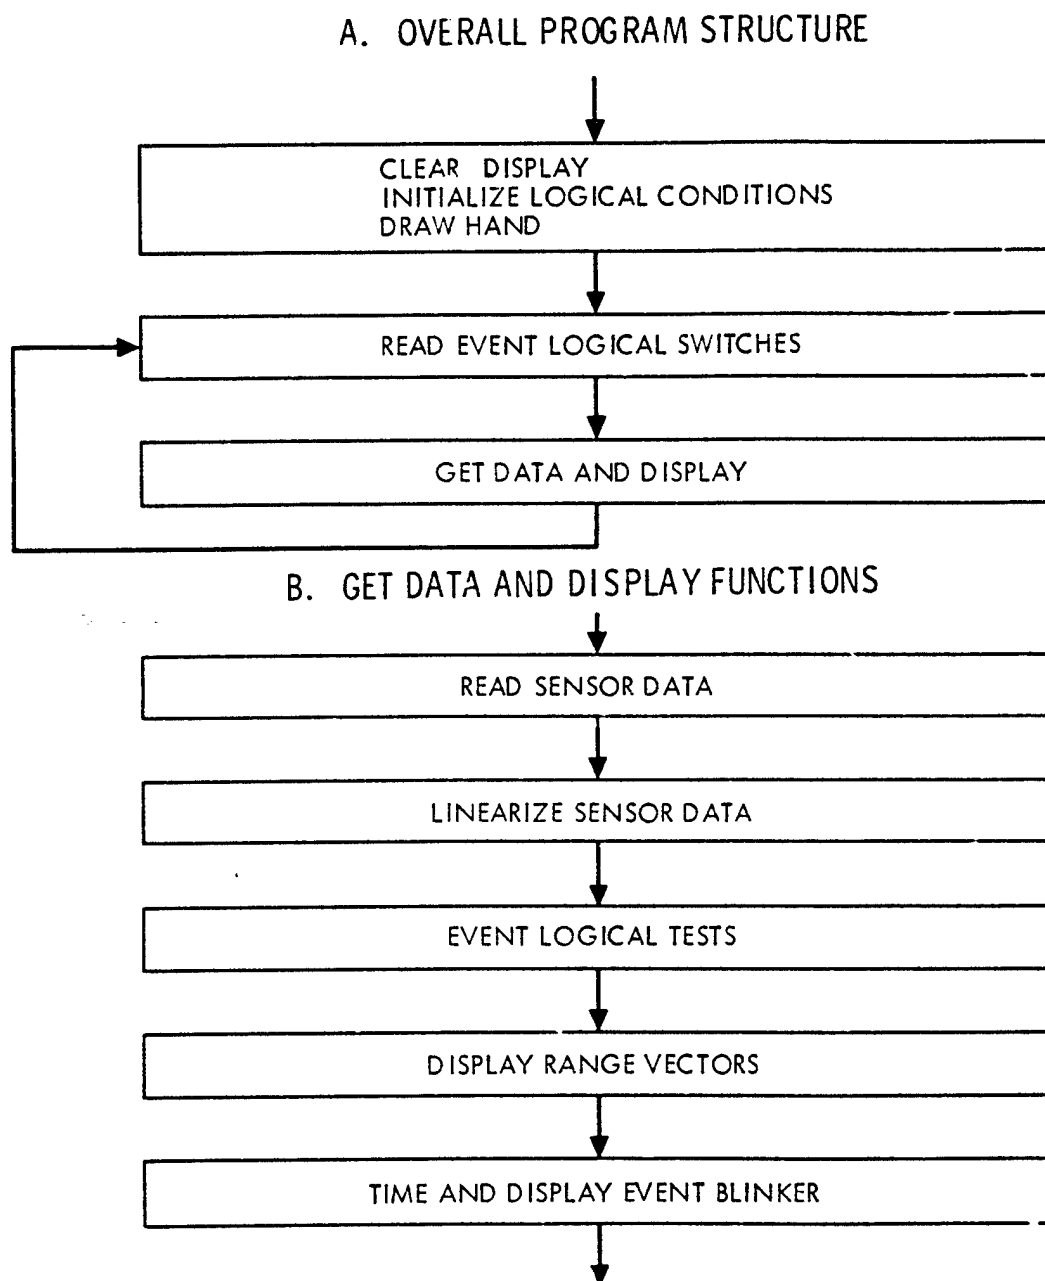 A. OVERALL PROGRAM STRUCTURE
CLEAR DISPLAY
INITIALIZE LOGICAL CONDITIONS
DRAW HAND
READ EVENT LOGICAL SWITCHES
GET DATA AND DISPLAY
B. GET DATA AND DISPLAY FUNCTIONS
READ SENSOR DATA
LINEARIZE SENSOR DATA
EVENT LOGICAL TESTS
DISPLAY RANGE VECTORS
TIME AND DISPLAY EVENT BLINKER